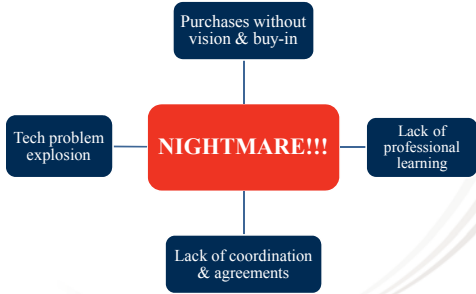 Purchases without
vision & buy-in
Tech problem
explosion
NIGHTMARE!!!
Lack of
professional
learning
Lack of coordination
& agreements